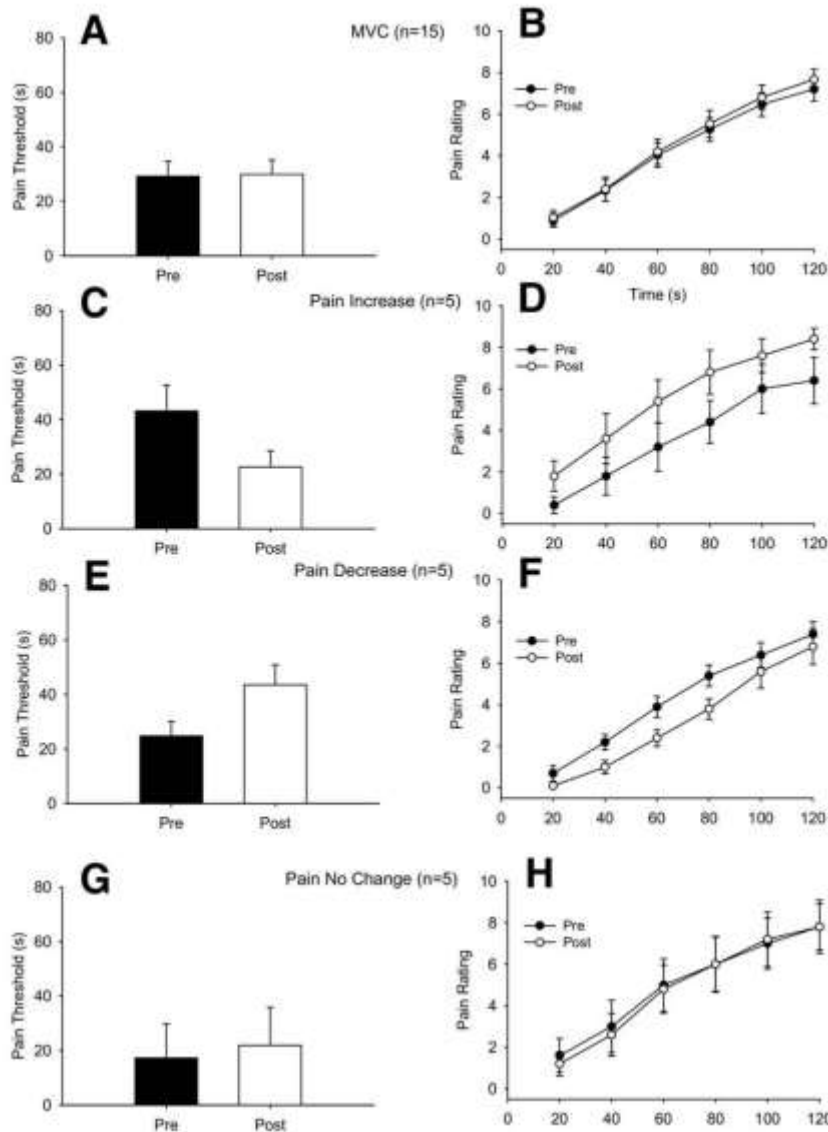 A
MVC (n=15)
Pain Threshold (s)
80
60
40
20
0
Pre
Post
B
Pain Rating
8
6
4
2
0
Pre
Post
0
20
40
60
80
100
120
Time (s)
C
Pain Increase (n=5)
Pain Threshold (s)
80
60
40
20
0
Pre
Post
D
Pain Rating
10
8
6
4
2
0
Pre
Post
0
20
40
60
80
100
120
E
Pain Decrease (n=5)
Pain Threshold (s)
80
60
40
20
0
Pre
Post
F
Pain Rating
10
8
6
4
2
0
Pre
Post
0
20
40
60
80
100
120
G
Pain No Change (n=5)
Pain Threshold (s)
80
60
40
20
0
Pre
Post
H
Pain Rating
10
8
6
4
2
0
Pre
Post
0
20
40
60
80
100
120